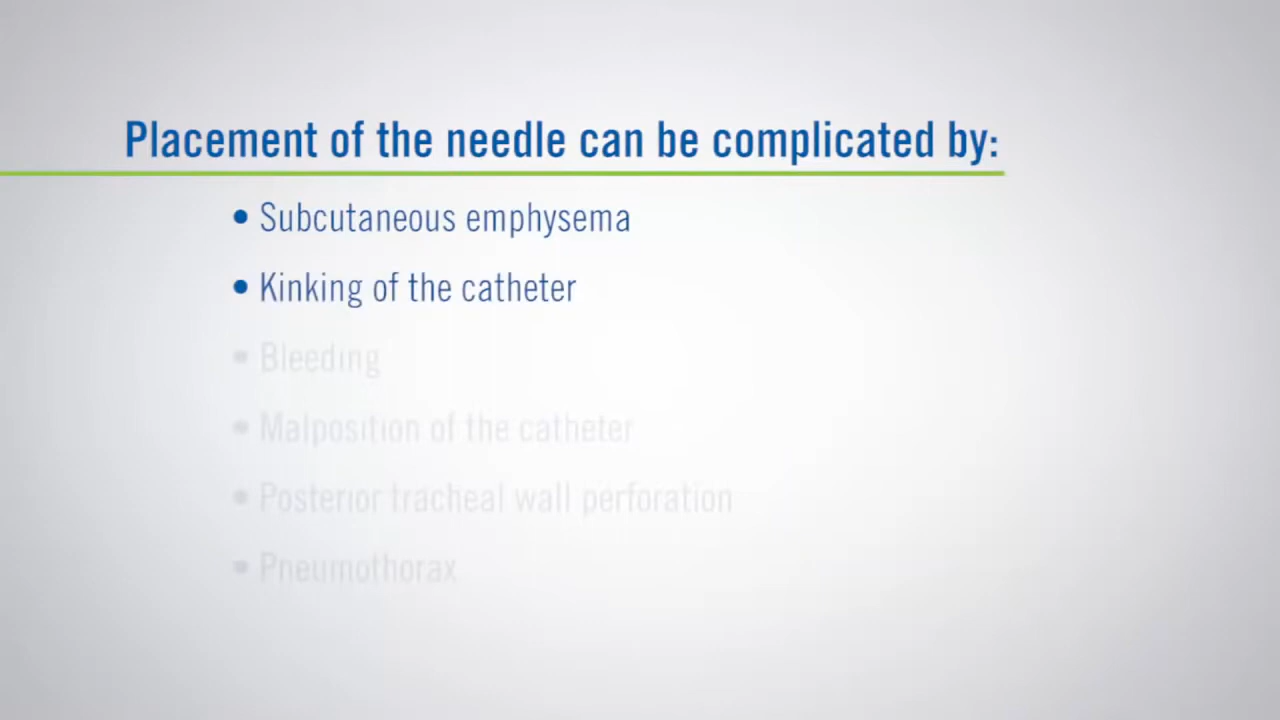 Placement of the needle can be complicated by:
• Subcutaneous emphysema
• Kinking of the catheter
• Bleeding
• Malposition of the catheter
• Posterior tracheal wall perforation
• Pneumothorax